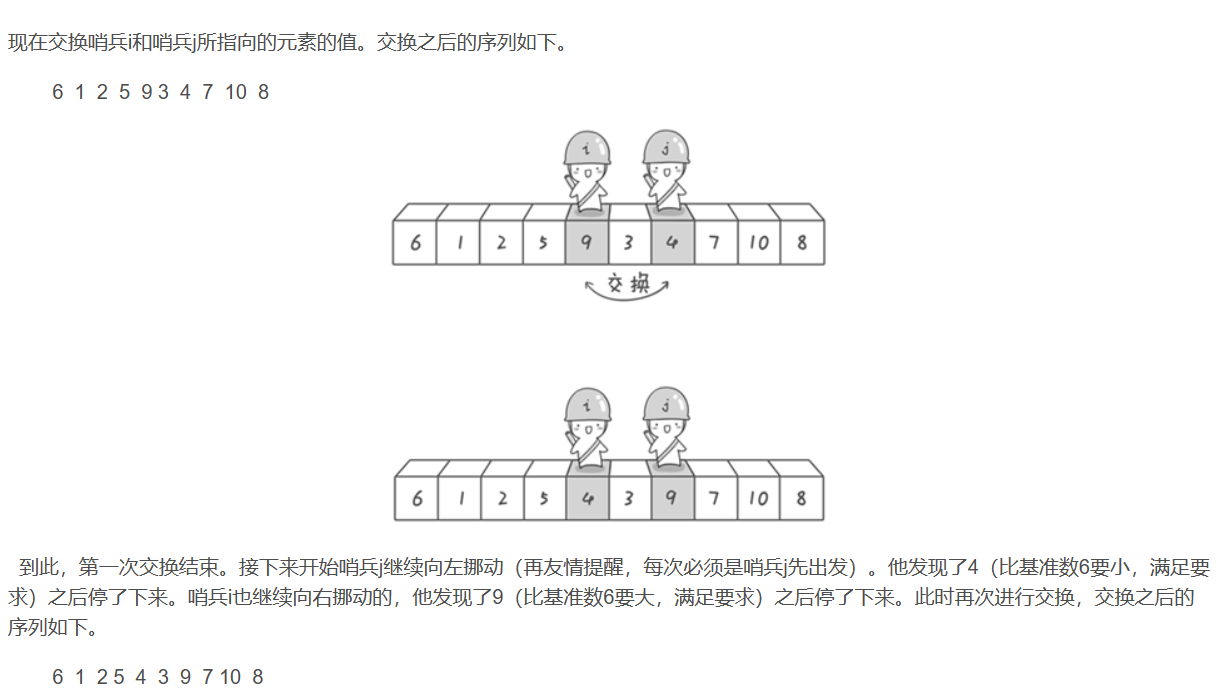 现在交换哨兵i和哨兵j所指向的元素的值。交换之后的序列如下。
6 1 2 5 9 3 4 7 10 8
i j
6 1 2 5 9 3 4 7 10 8
交换
i j
6 1 2 5 4 3 9 7 10 8
到此，第一次交换结束。接下来开始哨兵j继续向左挪动（再友情提醒，每次必须是哨兵j先出发）。他发现了4（比基准数6要小，满足要
求）之后停了下来。哨兵i也继续向右挪动的，他发现了9（比基准数6要大，满足要求）之后停了下来。此时再次进行交换，交换之后的
序列如下。
6 1 2 5 4 3 9 7 10 8